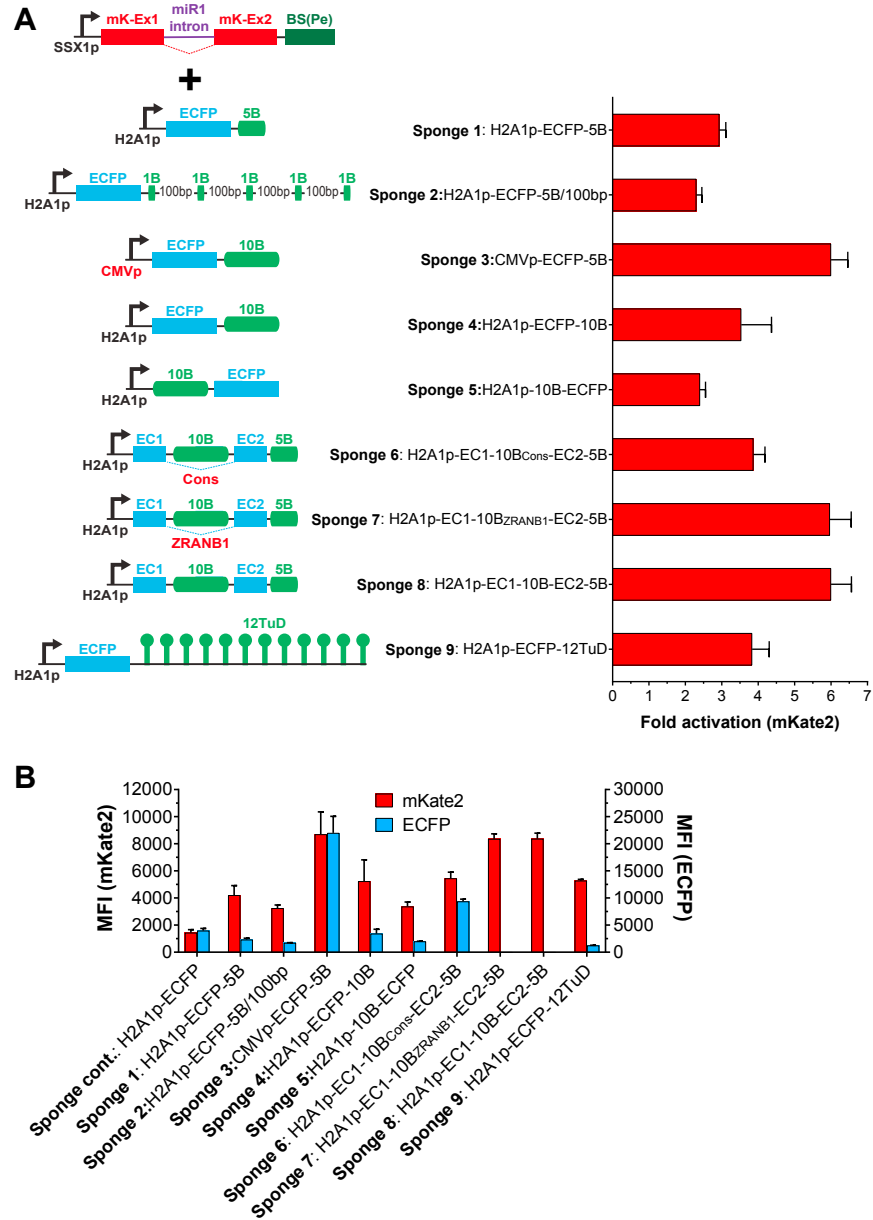 A
mK-Ex1 miR1 intron mK-Ex2 BS(Pe)
SSX1p
+
ECFP 5B
H2A1p
Sponge 1: H2A1p-ECFP-5B
ECFP 1B 1B 1B 1B 1B
100bp 100bp 100bp 100bp
H2A1p
Sponge 2:H2A1p-ECFP-5B/100bp
ECFP 10B
CMVp
Sponge 3:CMVp-ECFP-5B
ECFP 10B
H2A1p
Sponge 4:H2A1p-ECFP-10B
10B ECFP
H2A1p
Sponge 5:H2A1p-10B-ECFP
EC1 10B EC2 5B
H2A1p
Cons
Sponge 6: H2A1p-EC1-10BCons-EC2-5B
EC1 10B EC2 5B
H2A1p
ZRANB1
Sponge 7: H2A1p-EC1-10BZRANB1-EC2-5B
EC1 10B EC2 5B
H2A1p
Sponge 8: H2A1p-EC1-10B-EC2-5B
12TuD
ECFP
H2A1p
Sponge 9: H2A1p-ECFP-12TuD
0 1 2 3 4 5 6 7
Fold activation (mKate2)
B
MFI (mKate2)
12000
10000
8000
6000
4000
2000
0
mKate2
ECFP
30000
25000
20000
15000
10000
5000
0
MFI (ECFP)
Sponge cont.: H2A1p-ECFP
Sponge 1: H2A1p-ECFP-5B
Sponge 2:H2A1p-ECFP-5B/100bp
Sponge 3:CMVp-ECFP-5B
Sponge 4:H2A1p-ECFP-10B
Sponge 5:H2A1p-10B-ECFP
Sponge 6: H2A1p-EC1-10BCons-EC2-5B
Sponge 7: H2A1p-EC1-10BZRANB1-EC2-5B
Sponge 8: H2A1p-EC1-10B-EC2-5B
Sponge 9: H2A1p-ECFP-12TuD